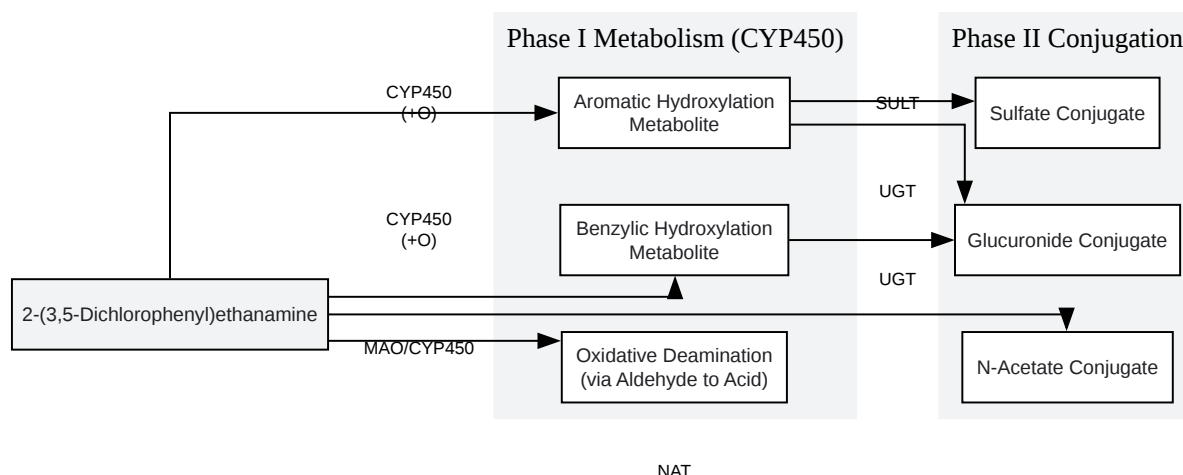 Phase I Metabolism (CYP450)
Phase II Conjugation
CYP450
(+O)
Aromatic Hydroxylation
Metabolite
SULT
Sulfate Conjugate
UGT
CYP450
(+O)
Benzylic Hydroxylation
Metabolite
Glucuronide Conjugate
UGT
2-(3,5-Dichlorophenyl)ethanamine
MAO/CYP450
Oxidative Deamination
(via Aldehyde to Acid)
N-Acetate Conjugate
NAT